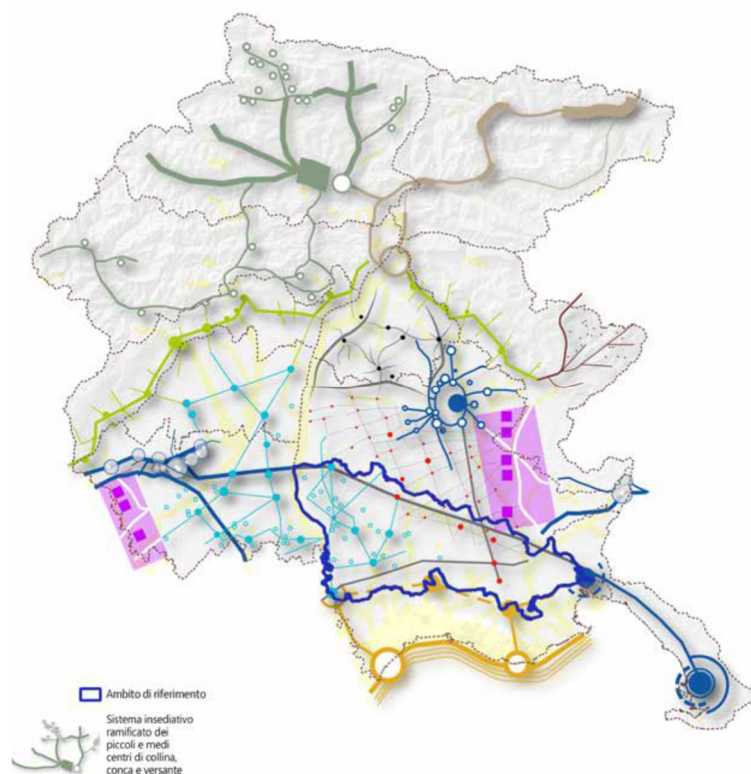 Ambito di riferimento
Sistema insediativo
ramificato dei
piccoli e medi
centri di collina,
conca e versante